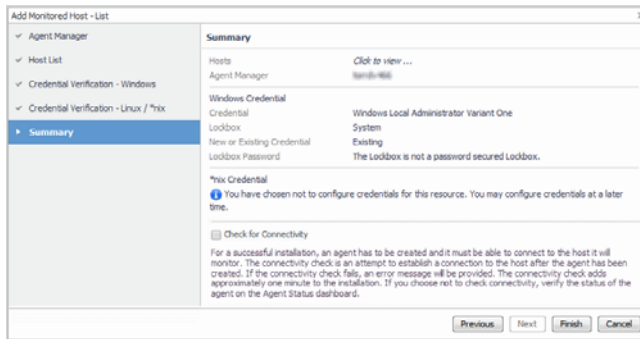 Add Monitored Host - List
Agent Manager
Host List
Credential Verification - Windows
Credential Verification - Linux / *nix
Summary
Summary
Hosts Click to view ...
Agent Manager
Windows Credential
Credential Windows Local Administrator Variant One
Lockbox System
New or Existing Credential Existing
Lockbox Password The Lockbox is not a password secured Lockbox.
*nix Credential
You have chosen not to configure credentials for this resource. You may configure credentials at a later
time.
Check for Connectivity
For a successful installation, an agent has to be created and it must be able to connect to the host it will
monitor. The connectivity check is an attempt to establish a connection to the host after the agent has been
created. If the connectivity check fails, an error message will be provided. The connectivity check adds
approximately one minute to the installation. If you choose not to check connectivity, verify the status of the
agent on the Agent Status dashboard.
Previous Next Finish Cancel